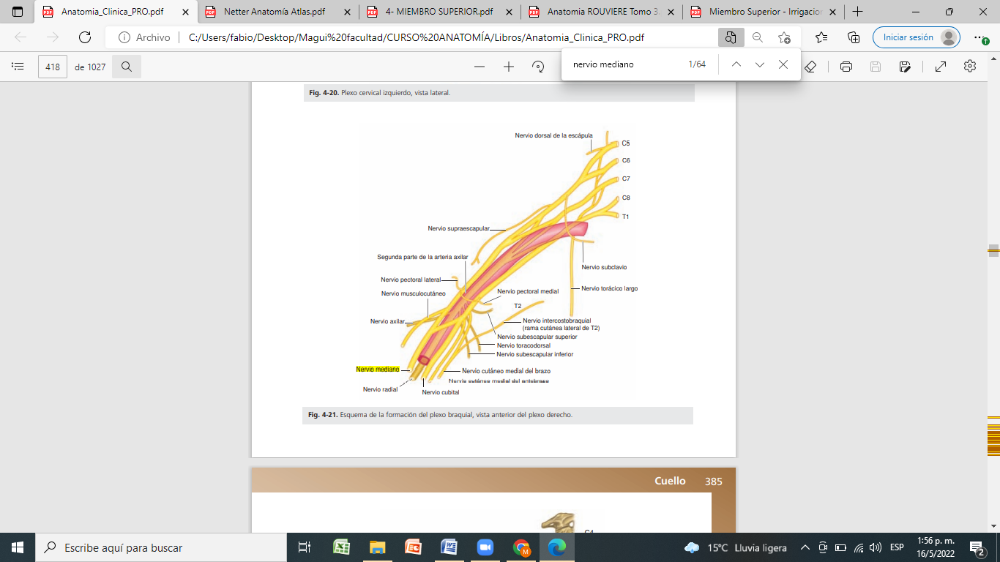 Anatomia_Clinica_PRO.pdf
Netter Anatomía Atlas.pdf
4- MIEMBRO SUPERIOR.pdf
Anatomia ROUVIERE Tomo 3.
Miembro Superior - Irrigacion
Archivo
C:/Users/fabio/Desktop/Magui%20facultad/CURSO%20ANATOMÍA/Libros/Anatomia_Clinica_PRO.pdf
Iniciar sesión
418 de 1027
nervio mediano 1/64
Fig. 4-20. Plexo cervical izquierdo, vista lateral.
Nervio dorsal de la escápula
C5
C6
C7
C8
T1
Nervio supraescapular
Segunda parte de la arteria axilar
Nervio subclavio
Nervio pectoral lateral
Nervio torácico largo
Nervio pectoral medial
Nervio musculocutáneo
T2
Nervio axilar
Nervio intercostobraquial
(rama cutánea lateral de T2)
Nervio subescapular superior
Nervio toracodorsal
Nervio subescapular inferior
Nervio mediano
Nervio cutáneo medial del brazo
Nervio cutáneo medial del antebrazo
Nervio radial
Nervio cubital
Fig. 4-21. Esquema de la formación del plexo braquial, vista anterior del plexo derecho.
Cuello 385
C4
Escribe aquí para buscar
15°C Lluvia ligera
ESP
1:56 p. m.
16/5/2022
2